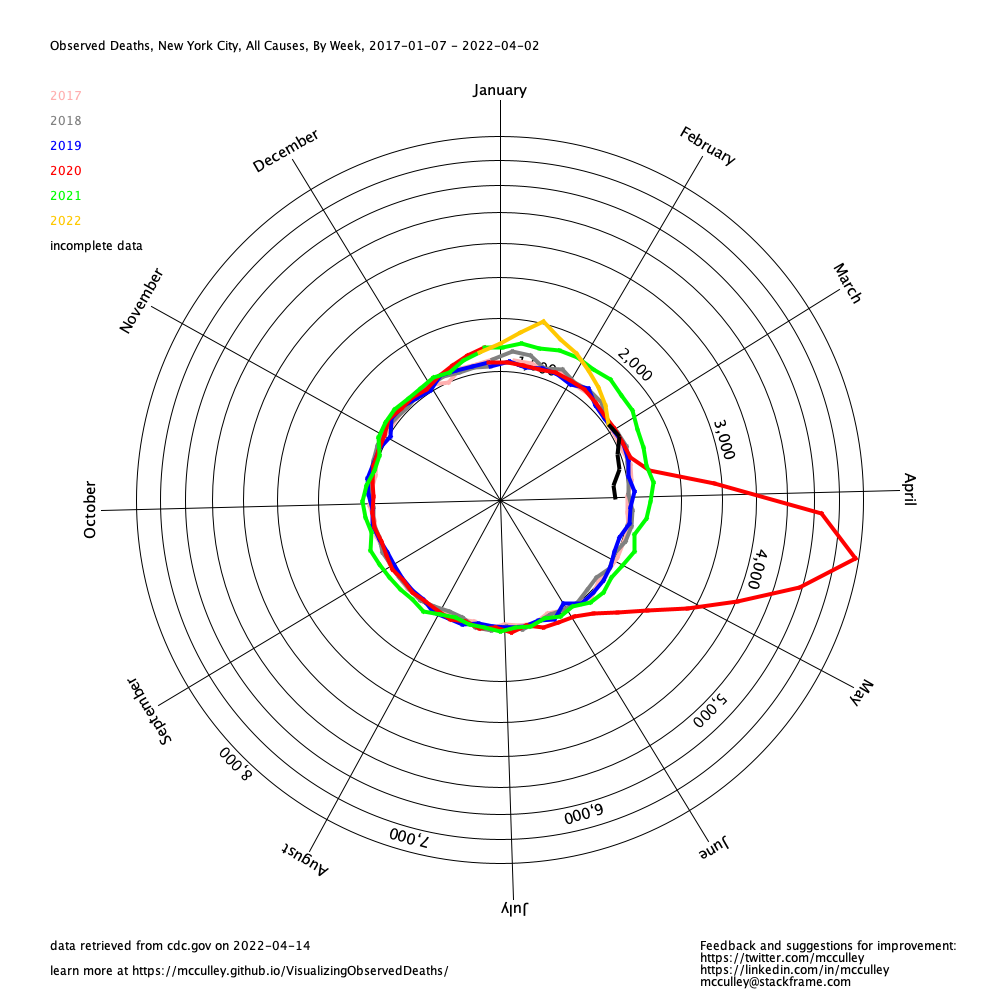 Observed Deaths, New York City, All Causes, By Week, 2017-01-07 - 2022-04-02
January
2017
2018
2019
2020
2021
2022
incomplete data
December
February
November
March
2,000
3,000
October
April
4,000
September
May
5,000
8,000
6,000
7,000
August
June
July
data retrieved from cdc.gov on 2022-04-14
learn more at https://mcculley.github.io/VisualizingObservedDeaths/
Feedback and suggestions for improvement:
https://twitter.com/mcculley
https://linkedin.com/in/mcculley
mcculley@stackframe.com